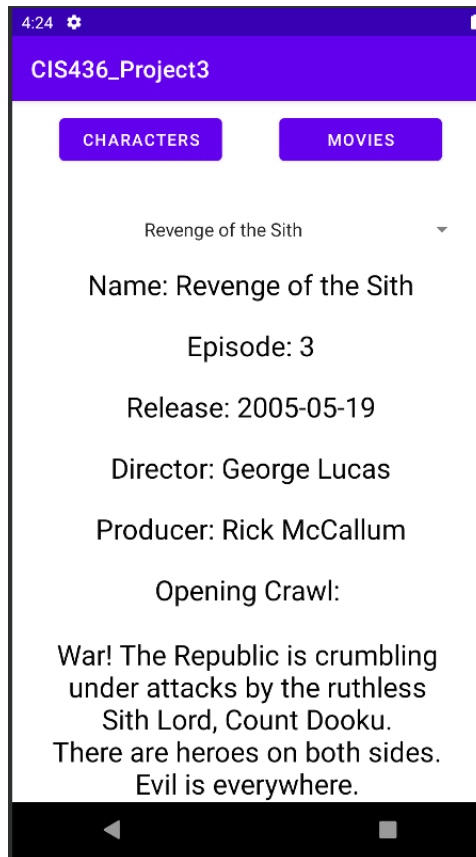 4:24
CIS436_Project3
CHARACTERS MOVIES
Revenge of the Sith
Name: Revenge of the Sith
Episode: 3
Release: 2005-05-19
Director: George Lucas
Producer: Rick McCallum
Opening Crawl:
War! The Republic is crumbling
under attacks by the ruthless
Sith Lord, Count Dooku.
There are heroes on both sides.
Evil is everywhere.